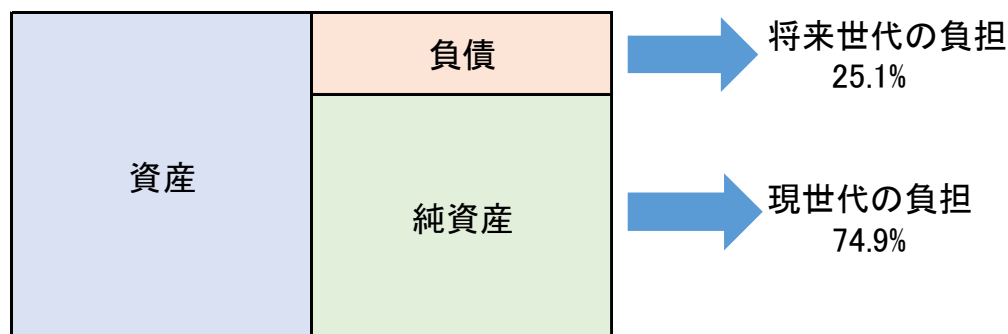 資産
負債
純資産
将来世代の負担
25.1%
現世代の負担
74.9%